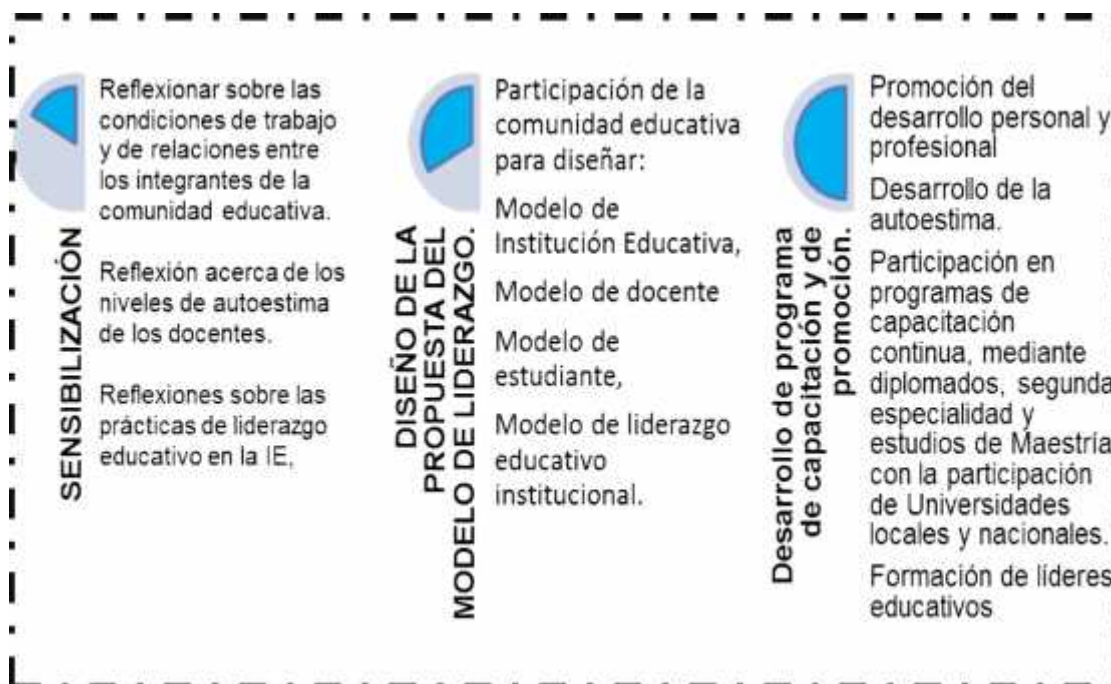 SENSIBILIZACIÓN
Reflexionar sobre las
condiciones de trabajo
y de relaciones entre
los integrantes de la
comunidad educativa.
Reflexión acerca de los
niveles de autoestima
de los docentes.
Reflexiones sobre las
prácticas de liderazgo
educativo en la IE,
DISEÑO DE LA
PROPUESTA DEL
MODELO DE LIDERAZGO.
Participación de la
comunidad educativa
para diseñar:
Modelo de
Institución Educativa,
Modelo de docente
Modelo de
estudiante,
Modelo de liderazgo
educativo
institucional.
Desarrollo de programa
de capacitación y de
promoción.
Promoción del
desarrollo personal y
profesional
Desarrollo de la
autoestima.
Participación en
programas de
capacitación
continua, mediante
diplomados, segunda
especialidad y
estudios de Maestría
con la participación
de Universidades
locales y nacionales.
Formación de líderes
educativos